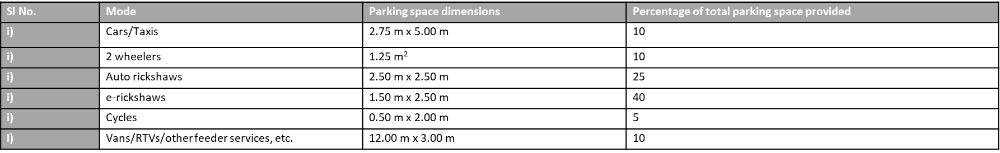 Sl No. Mode Parking space dimensions Percentage of total parking space provided
i) Cars/Taxis 2.75 m x 5.00 m 10
i) 2 wheelers 1.25 m² 10
i) Auto rickshaws 2.50 m x 2.50 m 25
i) e-rickshaws 1.50 m x 2.50 m 40
i) Cycles 0.50 m x 2.00 m 5
i) Vans/RTVs/other feeder services, etc. 12.00 m x 3.00 m 10